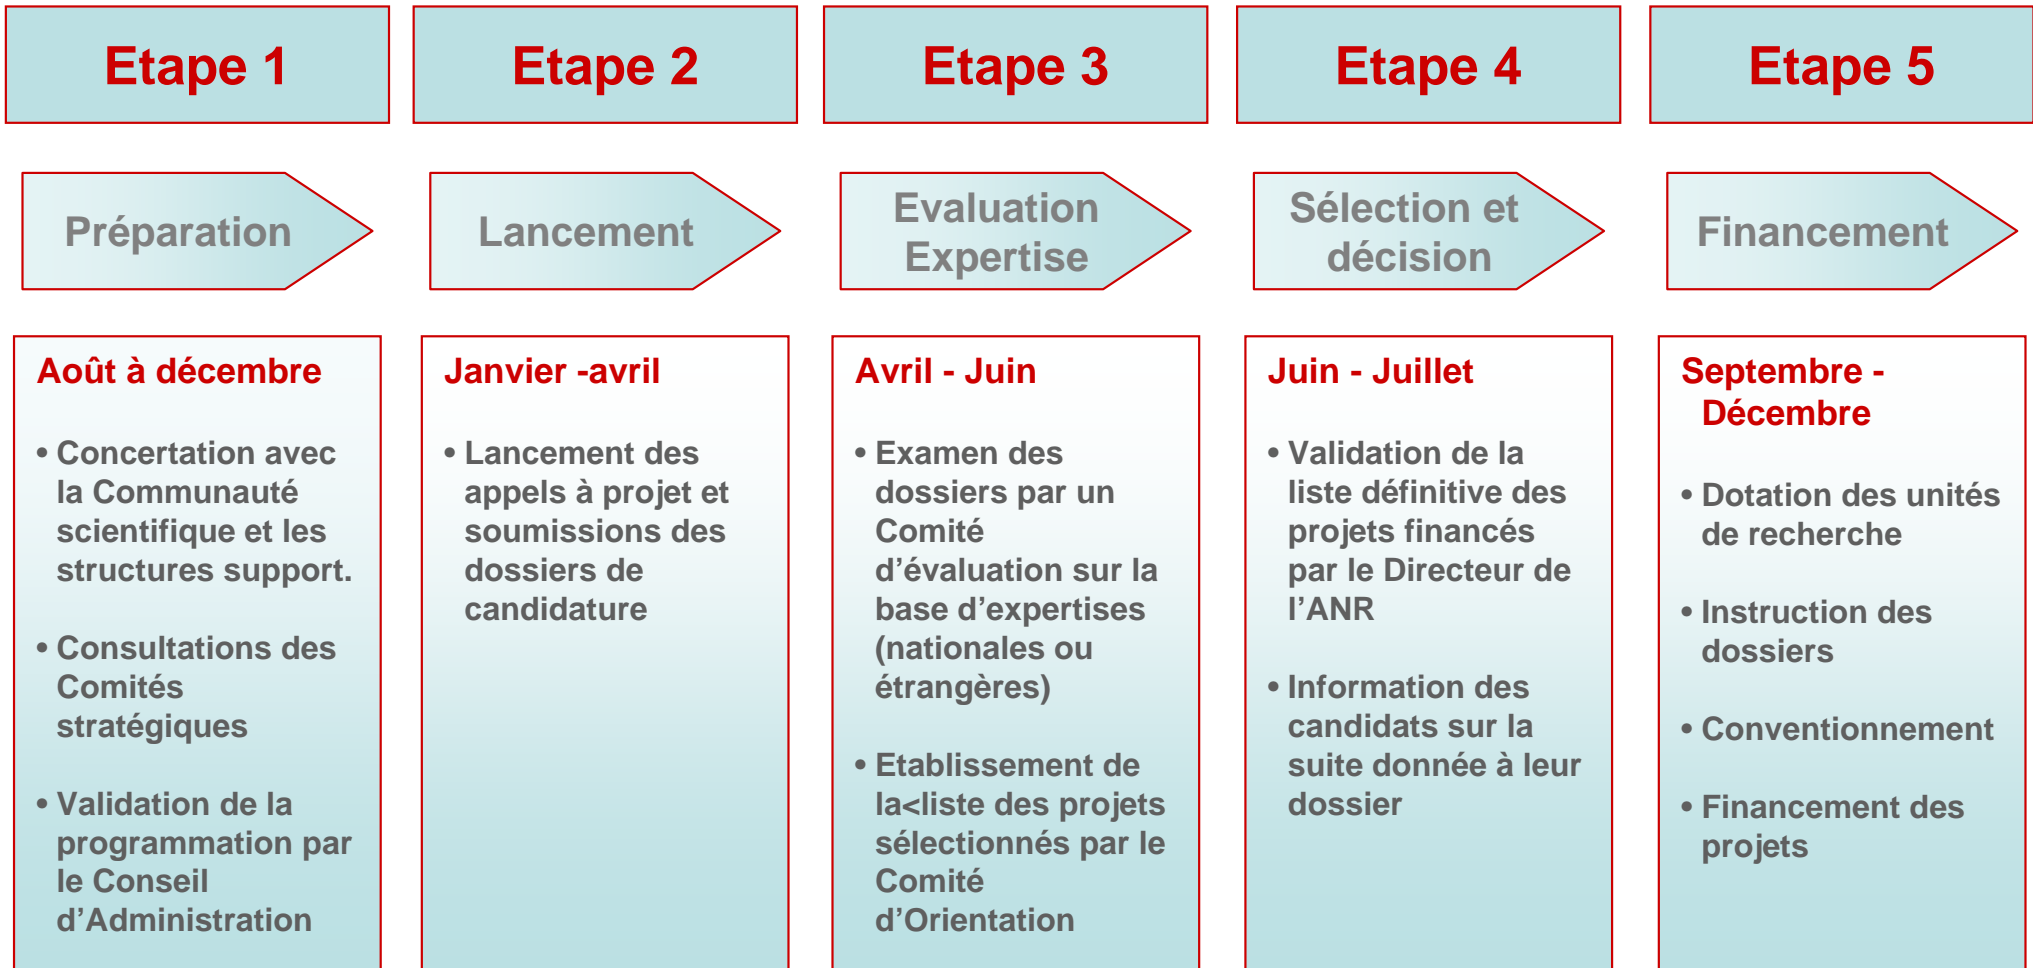 Etape 1
Préparation
Août à décembre
• Concertation avec
la Communauté
scientifique et les
structures support.
• Consultations des
Comités
stratégiques
• Validation de la
programmation par
le Conseil
d’Administration
Etape 2
Lancement
Janvier -avril
• Lancement des
appels à projet et
soumissions des
dossiers de
candidature
Etape 3
Evaluation
Expertise
Avril - Juin
• Examen des
dossiers par un
Comité
d’évaluation sur la
base d’expertises
(nationales ou
étrangères)
• Etablissement de
la<liste des projets
sélectionnés par le
Comité
d’Orientation
Etape 4
Sélection et
décision
Juin - Juillet
• Validation de la
liste définitive des
projets financés
par le Directeur de
l’ANR
• Information des
candidats sur la
suite donnée à leur
dossier
Etape 5
Financement
Septembre -
Décembre
• Dotation des unités
de recherche
• Instruction des
dossiers
• Conventionnement
• Financement des
projets